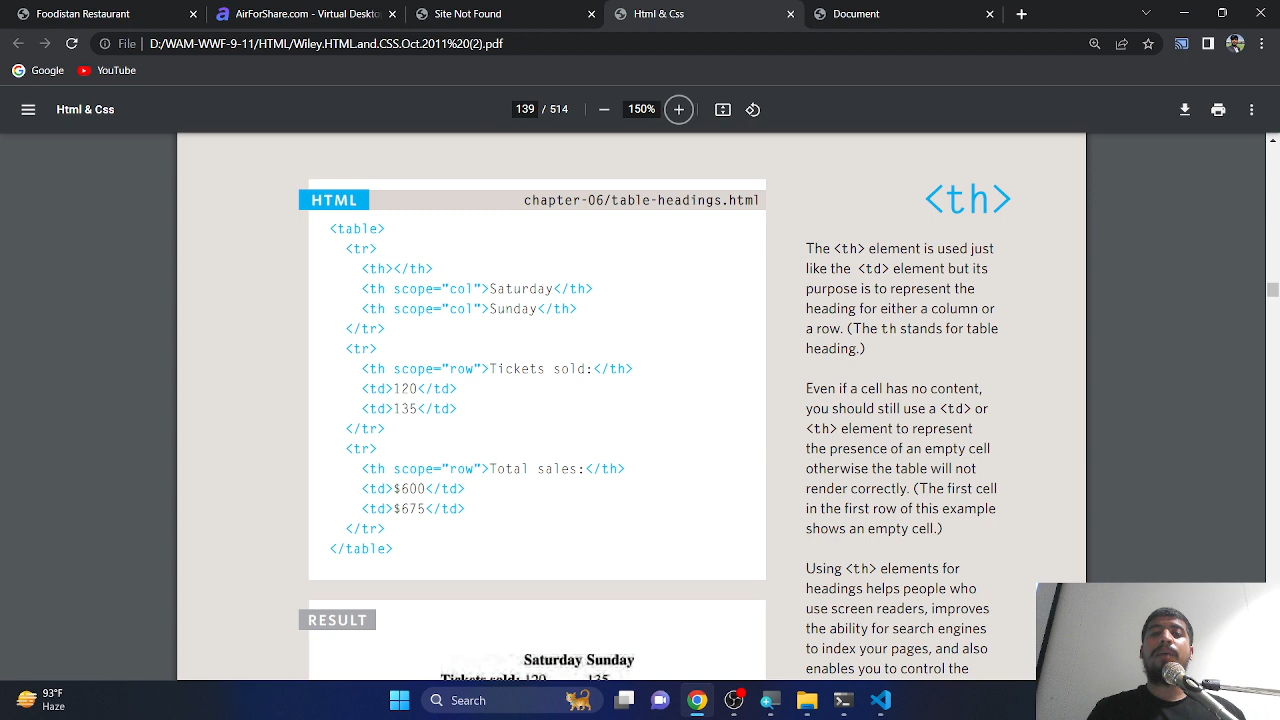 Foodistan Restaurant
AirForShare.com - Virtual Deskto
Site Not Found
Html & Css
Document
File
D:/WAM-WWF-9-11/HTML/Wiley.HTMLand.CSS.Oct.2011%20(2).pdf
Google
YouTube
Html & Css
139 / 514
150%
HTML
chapter-06/table-headings.html
<table>
<tr>
<th></th>
<th scope="col">Saturday</th>
<th scope="col">Sunday</th>
</tr>
<tr>
<th scope="row">Tickets sold:</th>
<td>120</td>
<td>135</td>
</tr>
<tr>
<th scope="row">Total sales:</th>
<td>$600</td>
<td>$675</td>
</tr>
</table>
RESULT
Saturday Sunday
Tickets sold: 120 135
<th>
The <th> element is used just
like the <td> element but its
purpose is to represent the
heading for either a column or
a row. (The th stands for table
heading.)
Even if a cell has no content,
you should still use a <td> or
<th> element to represent
the presence of an empty cell
otherwise the table will not
render correctly. (The first cell
in the first row of this example
shows an empty cell.)
Using <th> elements for
headings helps people who
use screen readers, improves
the ability for search engines
to index your pages, and also
enables you to control the
93°F
Haze
Search